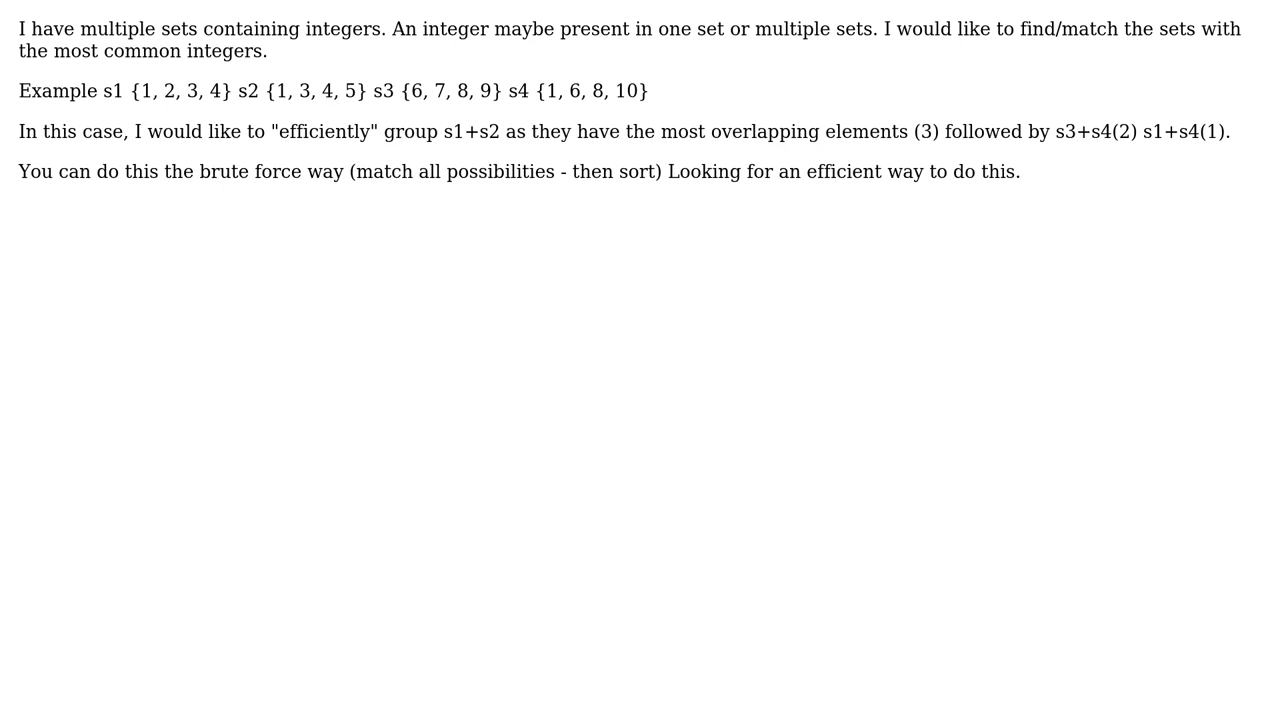 I have multiple sets containing integers. An integer maybe present in one set or multiple sets. I would like to find/match the sets with
the most common integers.
Example s1 {1, 2, 3, 4} s2 {1, 3, 4, 5} s3 {6, 7, 8, 9} s4 {1, 6, 8, 10}
In this case, I would like to "efficiently" group s1+s2 as they have the most overlapping elements (3) followed by s3+s4(2) s1+s4(1).
You can do this the brute force way (match all possibilities - then sort) Looking for an efficient way to do this.